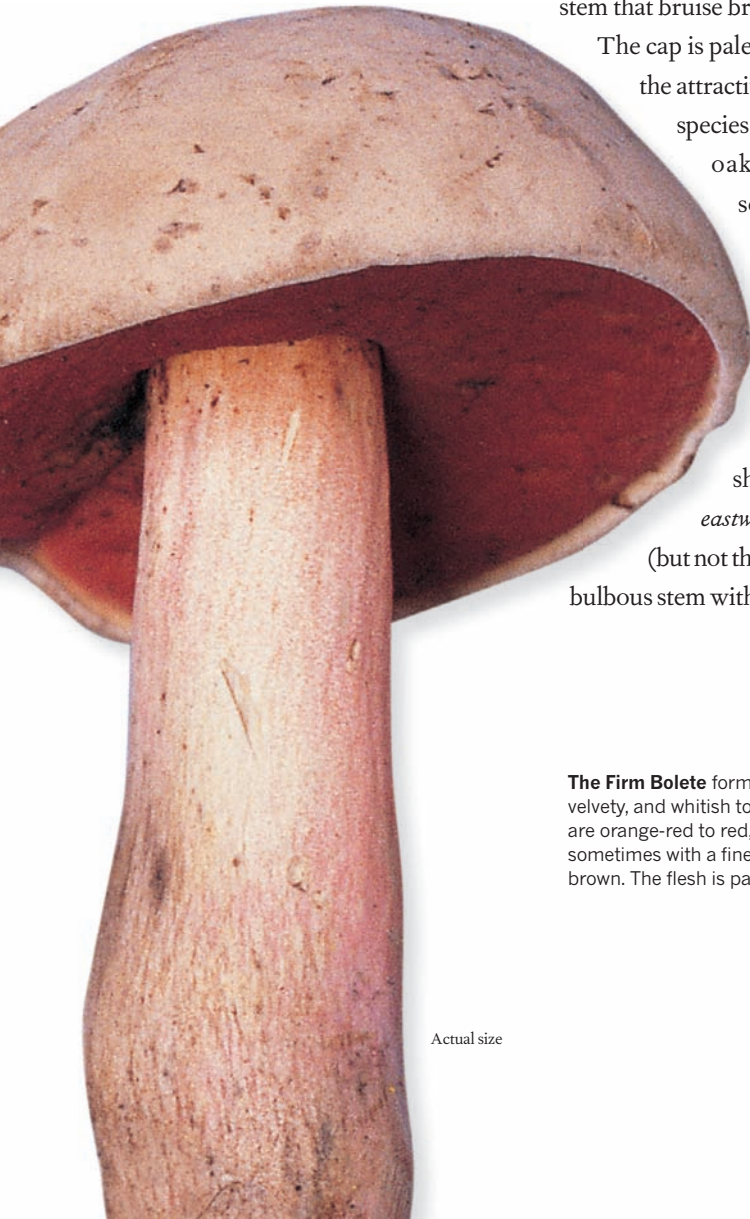 stem that bruise br
The cap is pale
the attracti
species
oak
s
sh
eastw
(but not th
bulbous stem with
The Firm Bolete form
velvety, and whitish to
are orange-red to red,
sometimes with a fine
brown. The flesh is pa
Actual size